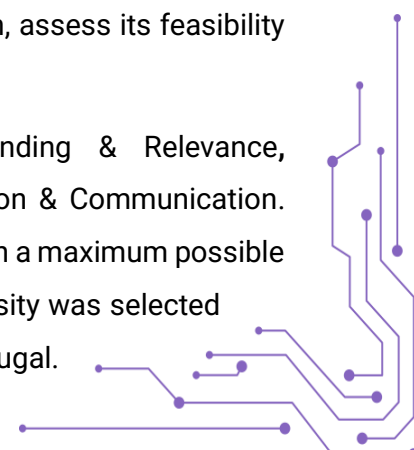 , assess its feasibility
nding & Relevance,
on & Communication.
a maximum possible
sity was selected
ugal.